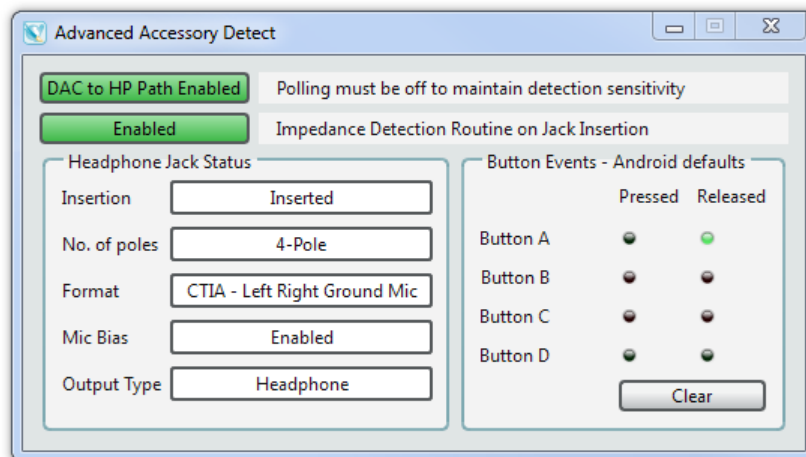 Advanced Accessory Detect
DAC to HP Path Enabled
Polling must be off to maintain detection sensitivity
Enabled
Impedance Detection Routine on Jack Insertion
Headphone Jack Status
Insertion
Inserted
No. of poles
4-Pole
Format
CTIA - Left Right Ground Mic
Mic Bias
Enabled
Output Type
Headphone
Button Events - Android defaults
Pressed Released
Button A
Button B
Button C
Button D
Clear